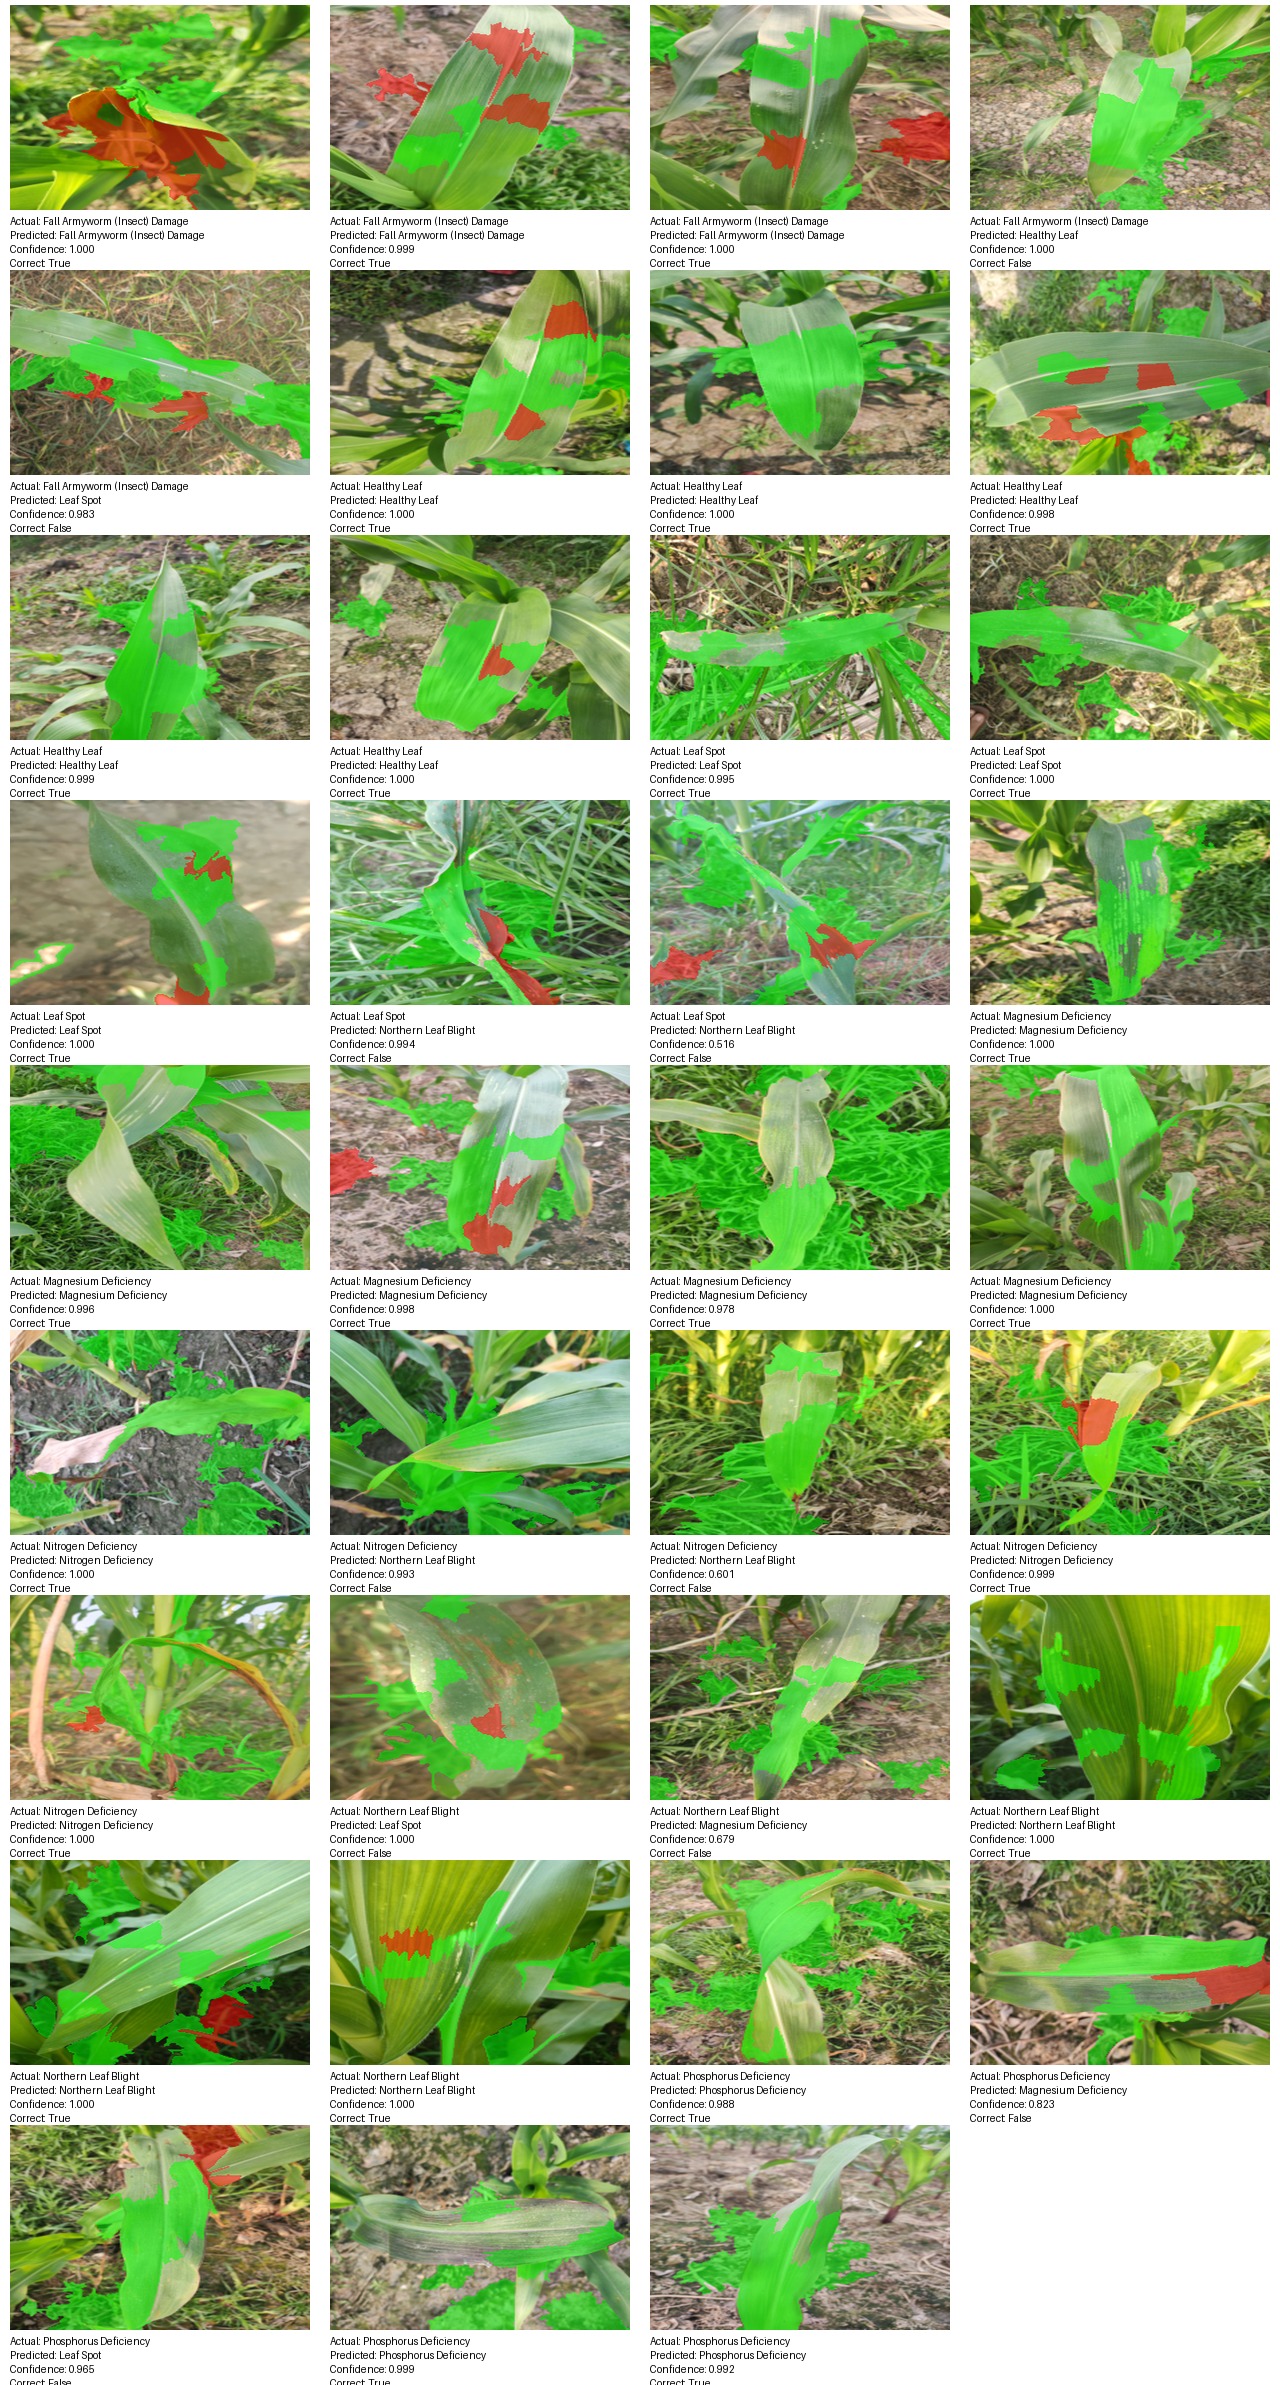 Actual: Fall Armyworm (Insect) Damage
Predicted: Fall Armyworm (Insect) Damage
Confidence: 1.000
Correct: True
Actual: Fall Armyworm (Insect) Damage
Predicted: Fall Armyworm (Insect) Damage
Confidence: 0.999
Correct: True
Actual: Fall Armyworm (Insect) Damage
Predicted: Fall Armyworm (Insect) Damage
Confidence: 1.000
Correct: True
Actual: Fall Armyworm (Insect) Damage
Predicted: Healthy Leaf
Confidence: 1.000
Correct: False
Actual: Fall Armyworm (Insect) Damage
Predicted: Leaf Spot
Confidence: 0.983
Correct: False
Actual: Healthy Leaf
Predicted: Healthy Leaf
Confidence: 1.000
Correct: True
Actual: Healthy Leaf
Predicted: Healthy Leaf
Confidence: 1.000
Correct: True
Actual: Healthy Leaf
Predicted: Healthy Leaf
Confidence: 0.998
Correct: True
Actual: Healthy Leaf
Predicted: Healthy Leaf
Confidence: 0.999
Correct: True
Actual: Healthy Leaf
Predicted: Healthy Leaf
Confidence: 1.000
Correct: True
Actual: Leaf Spot
Predicted: Leaf Spot
Confidence: 0.995
Correct: True
Actual: Leaf Spot
Predicted: Leaf Spot
Confidence: 1.000
Correct: True
Actual: Leaf Spot
Predicted: Leaf Spot
Confidence: 1.000
Correct: True
Actual: Leaf Spot
Predicted: Northern Leaf Blight
Confidence: 0.994
Correct: False
Actual: Leaf Spot
Predicted: Northern Leaf Blight
Confidence: 0.516
Correct: False
Actual: Magnesium Deficiency
Predicted: Magnesium Deficiency
Confidence: 1.000
Correct: True
Actual: Magnesium Deficiency
Predicted: Magnesium Deficiency
Confidence: 0.996
Correct: True
Actual: Magnesium Deficiency
Predicted: Magnesium Deficiency
Confidence: 0.998
Correct: True
Actual: Magnesium Deficiency
Predicted: Magnesium Deficiency
Confidence: 0.978
Correct: True
Actual: Magnesium Deficiency
Predicted: Magnesium Deficiency
Confidence: 1.000
Correct: True
Actual: Nitrogen Deficiency
Predicted: Nitrogen Deficiency
Confidence: 1.000
Correct: True
Actual: Nitrogen Deficiency
Predicted: Northern Leaf Blight
Confidence: 0.993
Correct: False
Actual: Nitrogen Deficiency
Predicted: Northern Leaf Blight
Confidence: 0.601
Correct: False
Actual: Nitrogen Deficiency
Predicted: Nitrogen Deficiency
Confidence: 0.999
Correct: True
Actual: Nitrogen Deficiency
Predicted: Nitrogen Deficiency
Confidence: 1.000
Correct: True
Actual: Northern Leaf Blight
Predicted: Leaf Spot
Confidence: 1.000
Correct: False
Actual: Northern Leaf Blight
Predicted: Magnesium Deficiency
Confidence: 0.679
Correct: False
Actual: Northern Leaf Blight
Predicted: Northern Leaf Blight
Confidence: 1.000
Correct: True
Actual: Northern Leaf Blight
Predicted: Northern Leaf Blight
Confidence: 1.000
Correct: True
Actual: Northern Leaf Blight
Predicted: Northern Leaf Blight
Confidence: 1.000
Correct: True
Actual: Phosphorus Deficiency
Predicted: Phosphorus Deficiency
Confidence: 0.988
Correct: True
Actual: Phosphorus Deficiency
Predicted: Magnesium Deficiency
Confidence: 0.823
Correct: False
Actual: Phosphorus Deficiency
Predicted: Leaf Spot
Confidence: 0.965
Correct: False
Actual: Phosphorus Deficiency
Predicted: Phosphorus Deficiency
Confidence: 0.999
Correct: True
Actual: Phosphorus Deficiency
Predicted: Phosphorus Deficiency
Confidence: 0.992
Correct: True